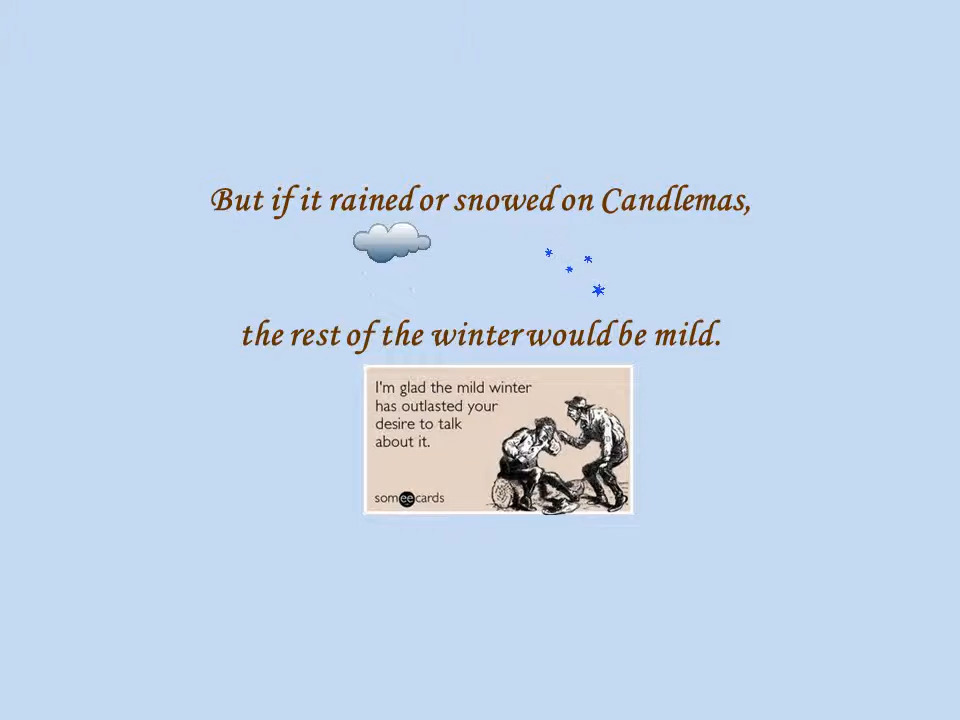 But if it rained or snowed on Candlemas,
the rest of the winter would be mild.
I'm glad the mild winter
has outlasted your
desire to talk
about it.
someecards